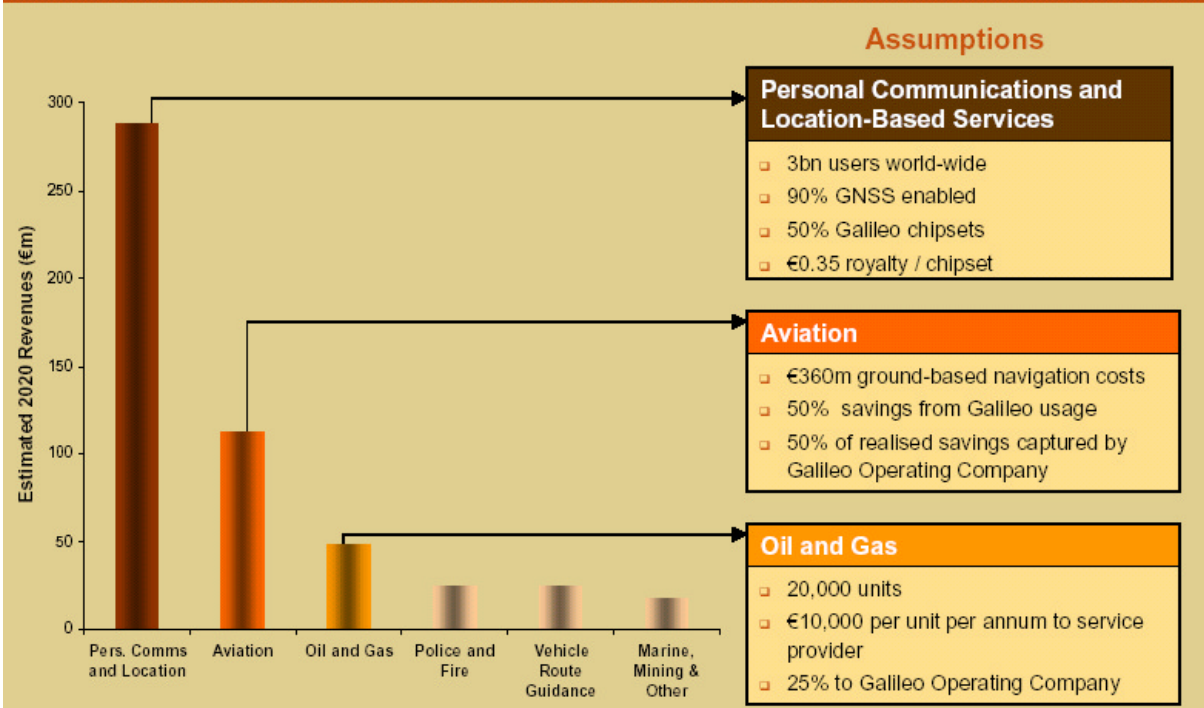 Assumptions
Estimated 2020 Revenues (€m)
300
250
200
150
100
50
0
Pers. Comms
and Location
Aviation
Oil and Gas
Police and
Fire
Vehicle
Route
Guidance
Marine,
Mining &
Other
Personal Communications and
Location-Based Services
3bn users world-wide
90% GNSS enabled
50% Galileo chipsets
€0.35 royalty / chipset
Aviation
€360m ground-based navigation costs
50% savings from Galileo usage
50% of realised savings captured by
Galileo Operating Company
Oil and Gas
20,000 units
€10,000 per unit per annum to service
provider
25% to Galileo Operating Company